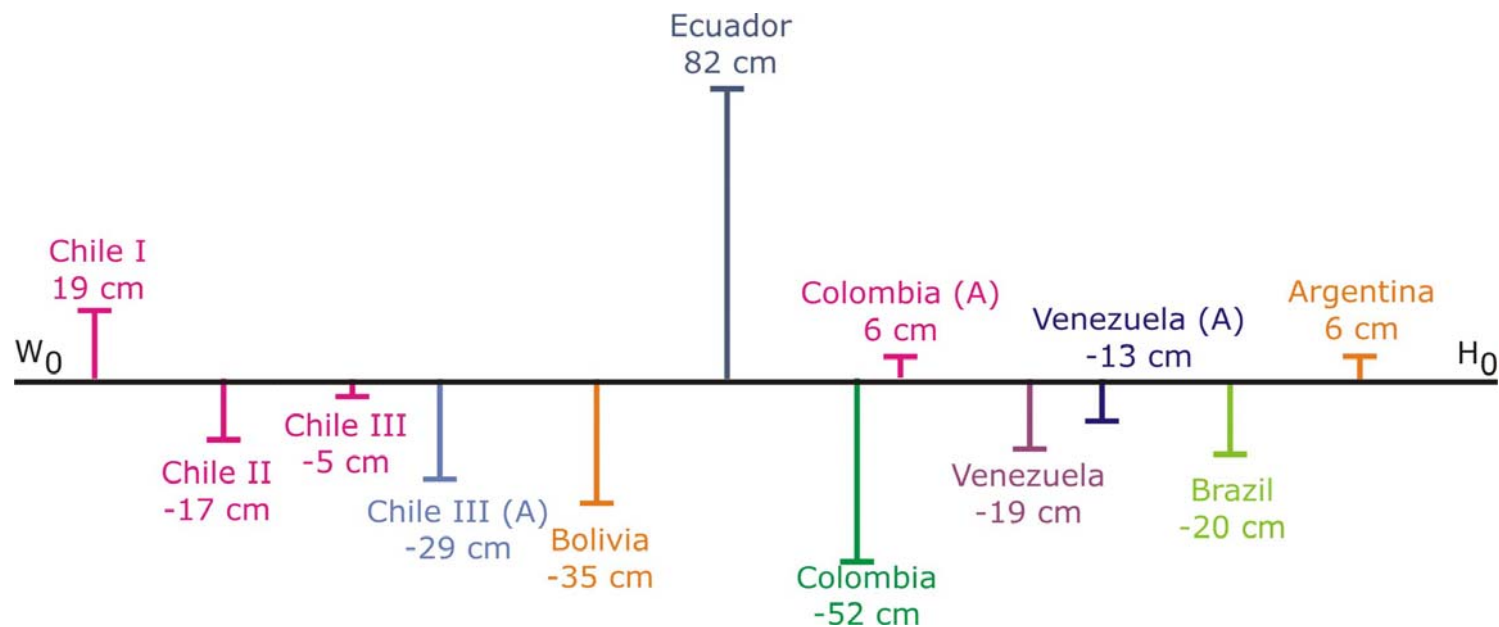 Ecuador
82 cm
Chile I
19 cm
Colombia (A)
6 cm
Venezuela (A)
-13 cm
Argentina
6 cm
W0
H0
Chile II
-17 cm
Chile III
-5 cm
Chile III (A)
-29 cm
Bolivia
-35 cm
Colombia
-52 cm
Venezuela
-19 cm
Brazil
-20 cm